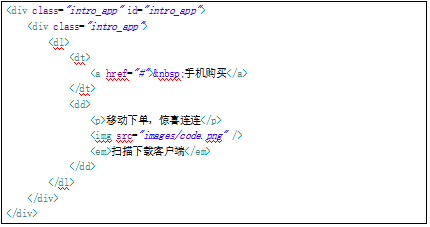 <div class="intro_app" id="intro_app">
<div class="intro_app">
<dl>
<dt>
<a href="#">&nbsp;手机购买</a>
</dt>
<dd>
<p>移动下单，惊喜连连</p>
<img src="images/code.png" />
<em>扫描下载客户端</em>
</dd>
</dl>
</div>
</div>